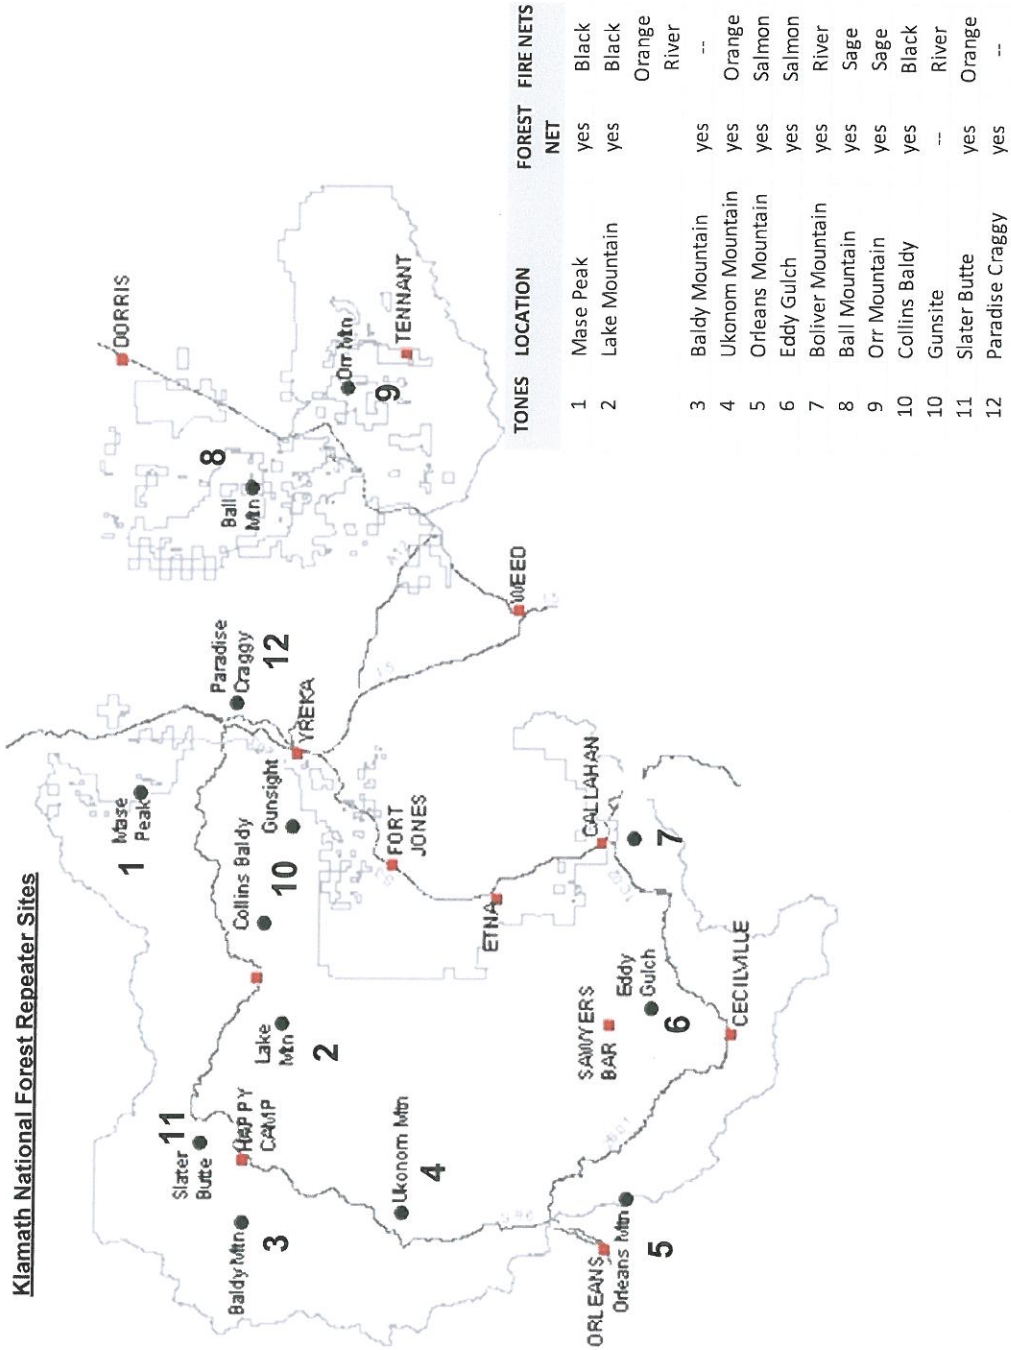 Klamath National Forest Repeater Sites
DORRIS
8
Ball
Mtn
Orr Mtn
9
TENNANT
Paradise
Craggy
12
Mase
Peak
1
YREKA
WEED
Gunsight
Collins Baldy
10
FORT
JONES
Slater
Butte
11
HAPPY
CAMP
Lake
Mtn
2
Baldy Mtn
3
Ukonom Mtn
4
ETNA
CALLAHAN
7
SAWYERS
BAR
Eddy
Gulch
6
CECILVILLE
ORLEANS
Orleans Mtn
5
TONES LOCATION FOREST NET FIRE NETS
1 Mase Peak yes Black
2 Lake Mountain yes Black
Orange
River
3 Baldy Mountain yes --
4 Ukonom Mountain yes Orange
5 Orleans Mountain yes Salmon
6 Eddy Gulch yes Salmon
7 Boliver Mountain yes River
8 Ball Mountain yes Sage
9 Orr Mountain yes Sage
10 Collins Baldy yes Black
10 Gunsite -- River
11 Slater Butte yes Orange
12 Paradise Craggy yes --